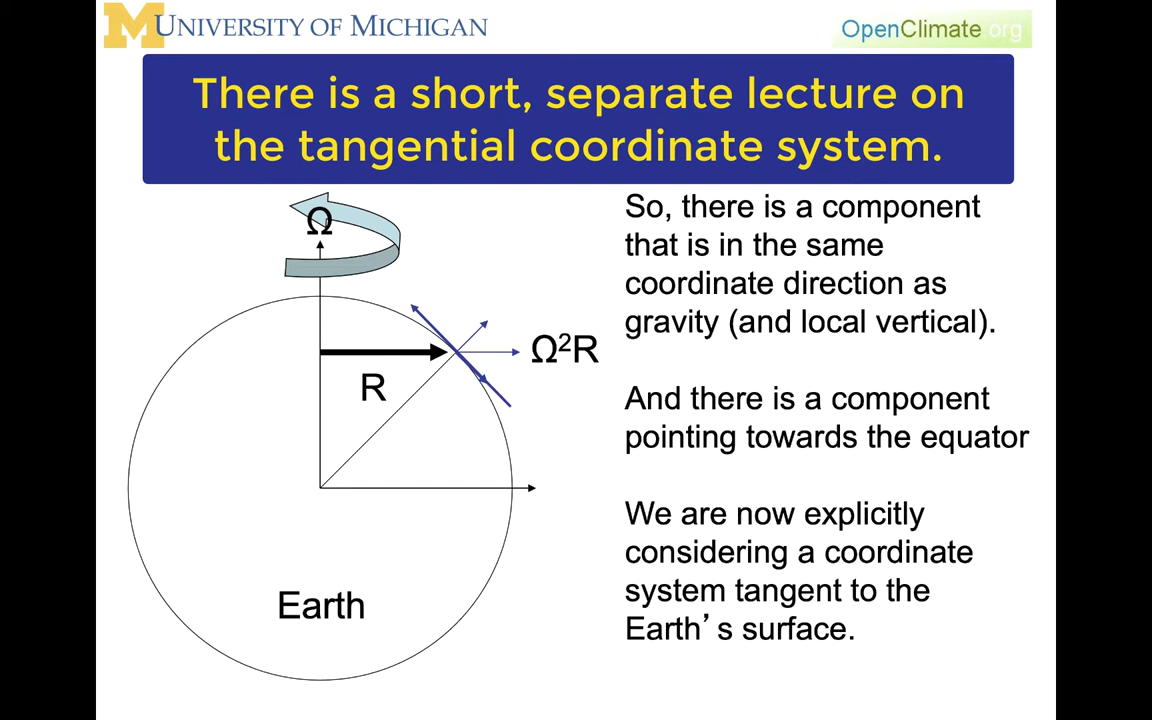 M UNIVERSITY OF MICHIGAN
OpenClimate.org
There is a short, separate lecture on
the tangential coordinate system.
Ω
R
Ω²R
Earth
So, there is a component
that is in the same
coordinate direction as
gravity (and local vertical).
And there is a component
pointing towards the equator
We are now explicitly
considering a coordinate
system tangent to the
Earth’s surface.